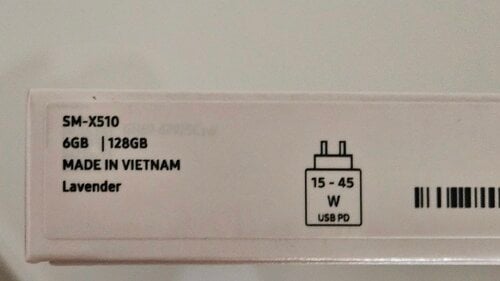 SM-X510
6GB | 128GB
MADE IN VIETNAM
Lavender
15 - 45
W
USB PD